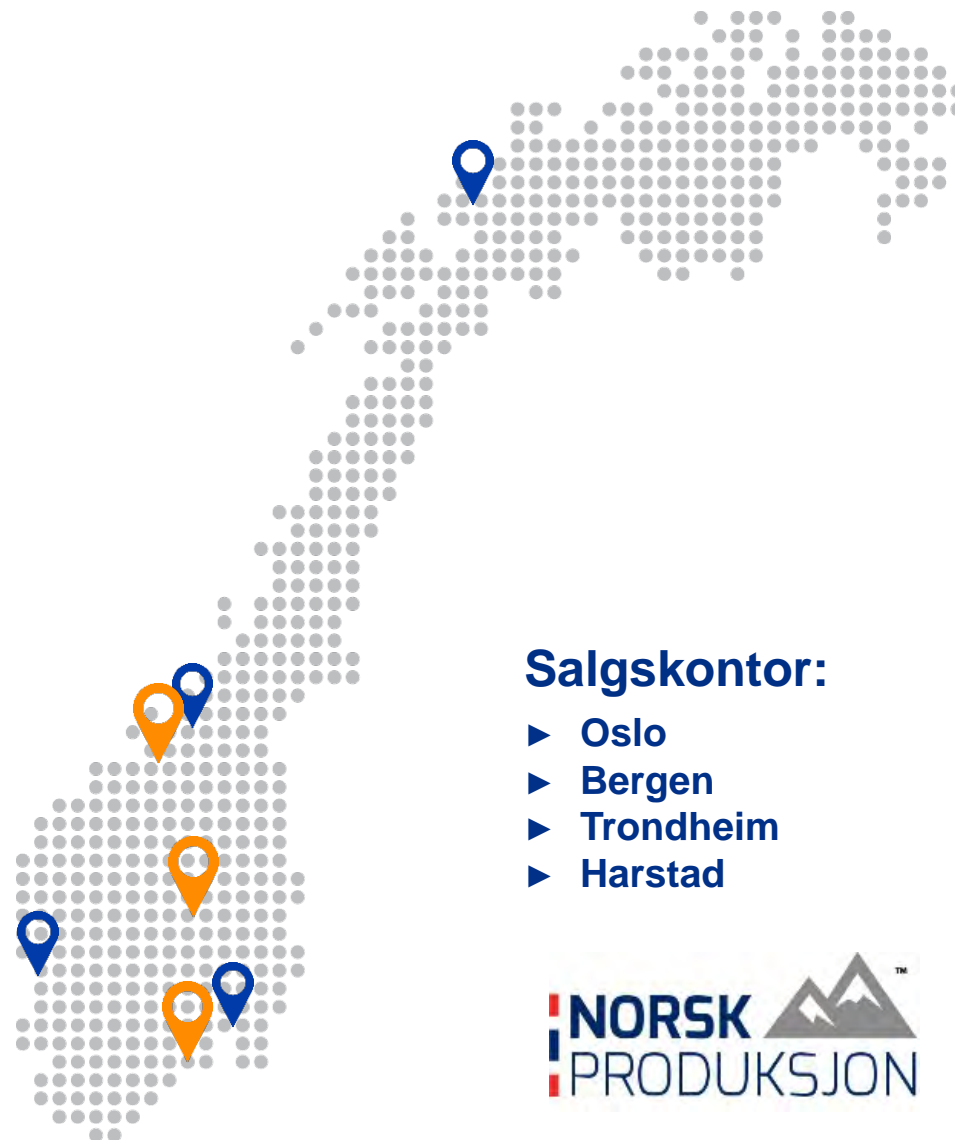 Salgskontor:
► Oslo
► Bergen
► Trondheim
► Harstad
NORSK ™
PRODUKSJON